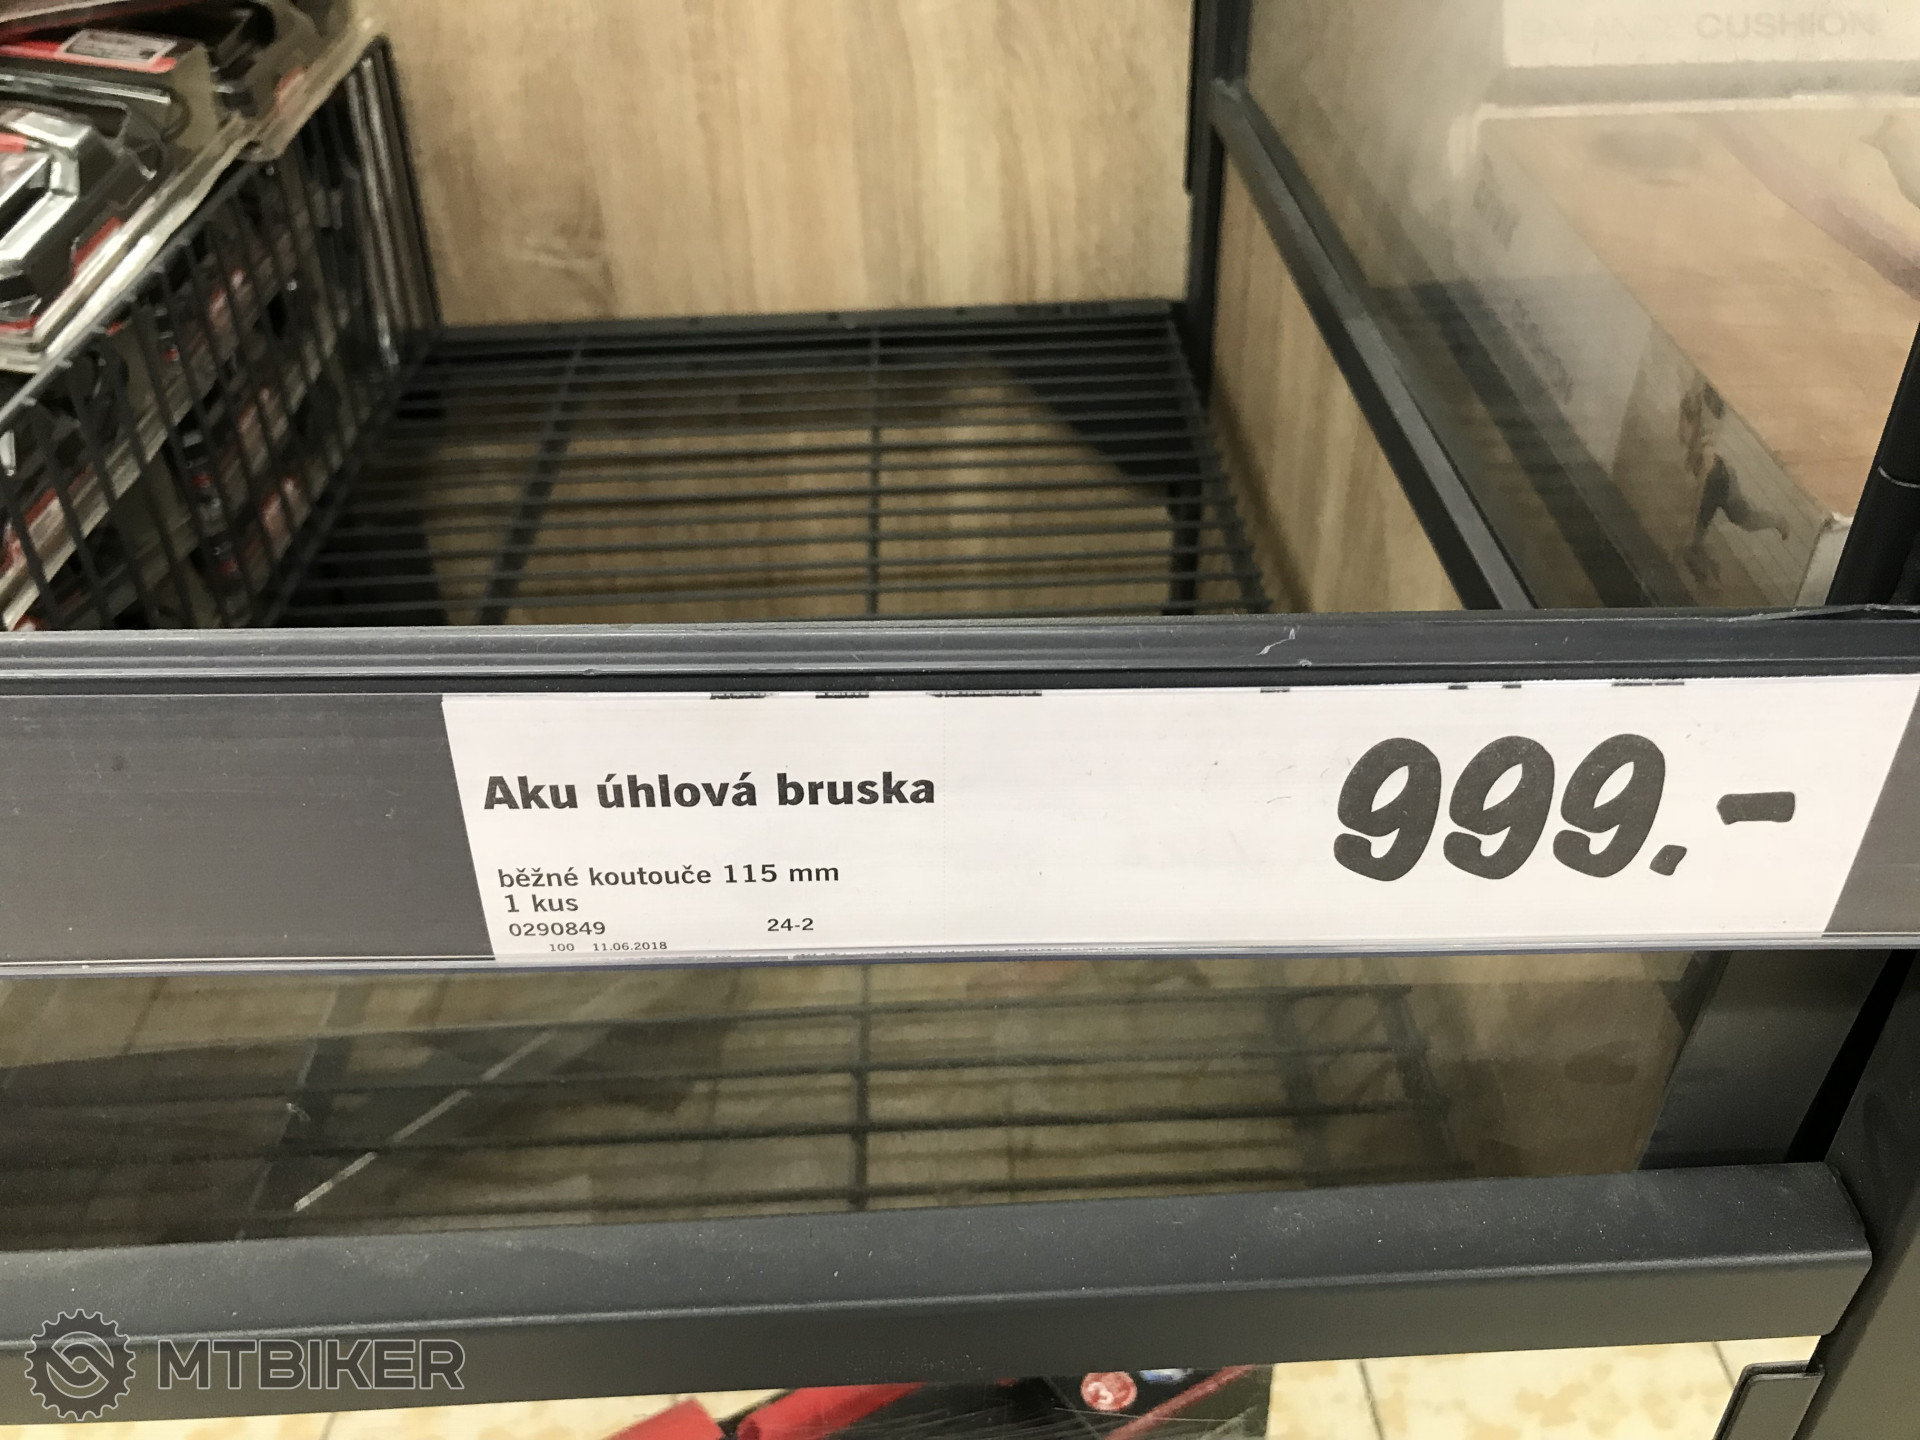 CUSHION
Aku úhlová bruska
999.-
běžné koutouče 115 mm
1 kus
0290849 24-2
100 11.06.2018
MTBIKER